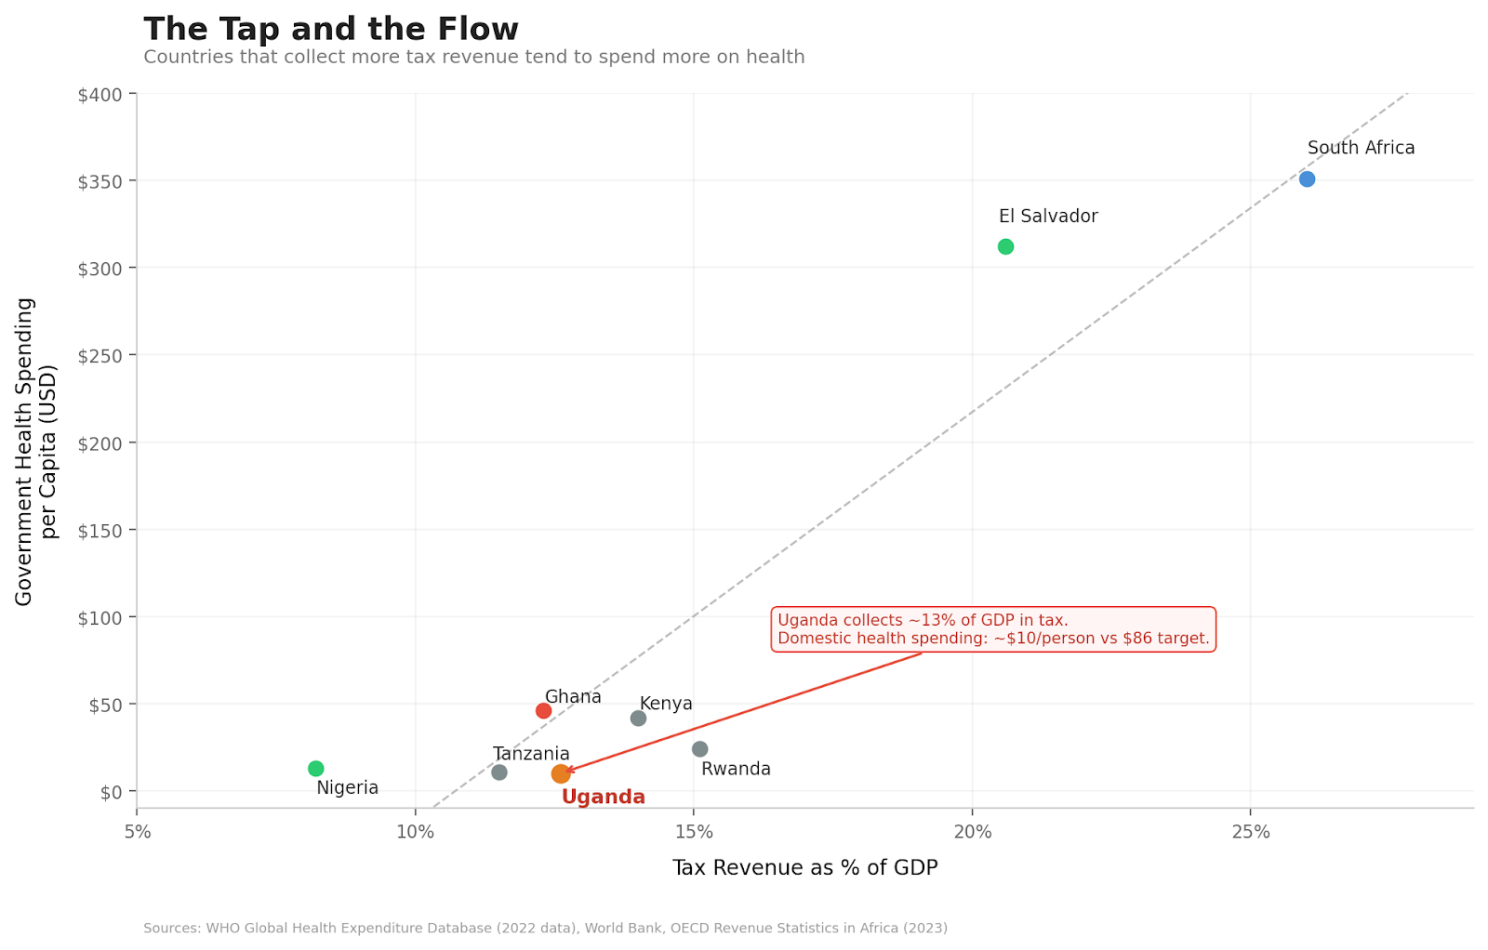 The Tap and the Flow
Countries that collect more tax revenue tend to spend more on health
Government Health Spending
per Capita (USD)
$400
$350
$300
$250
$200
$150
$100
$50
$0
South Africa
El Salvador
Uganda collects ~13% of GDP in tax.
Domestic health spending: ~$10/person vs $86 target.
Ghana
Kenya
Tanzania
Rwanda
Nigeria
Uganda
5%
10%
15%
20%
25%
Tax Revenue as % of GDP
Sources: WHO Global Health Expenditure Database (2022 data), World Bank, OECD Revenue Statistics in Africa (2023)